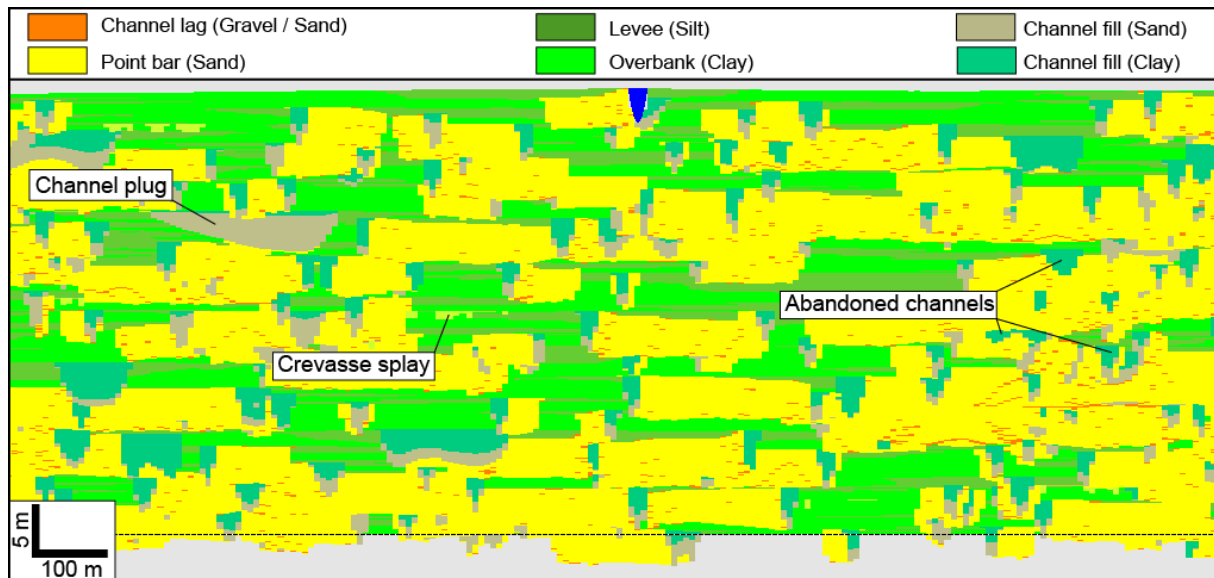 Channel lag (Gravel / Sand)
Levee (Silt)
Channel fill (Sand)
Point bar (Sand)
Overbank (Clay)
Channel fill (Clay)
Channel plug
Abandoned channels
Crevasse splay
5 m
100 m